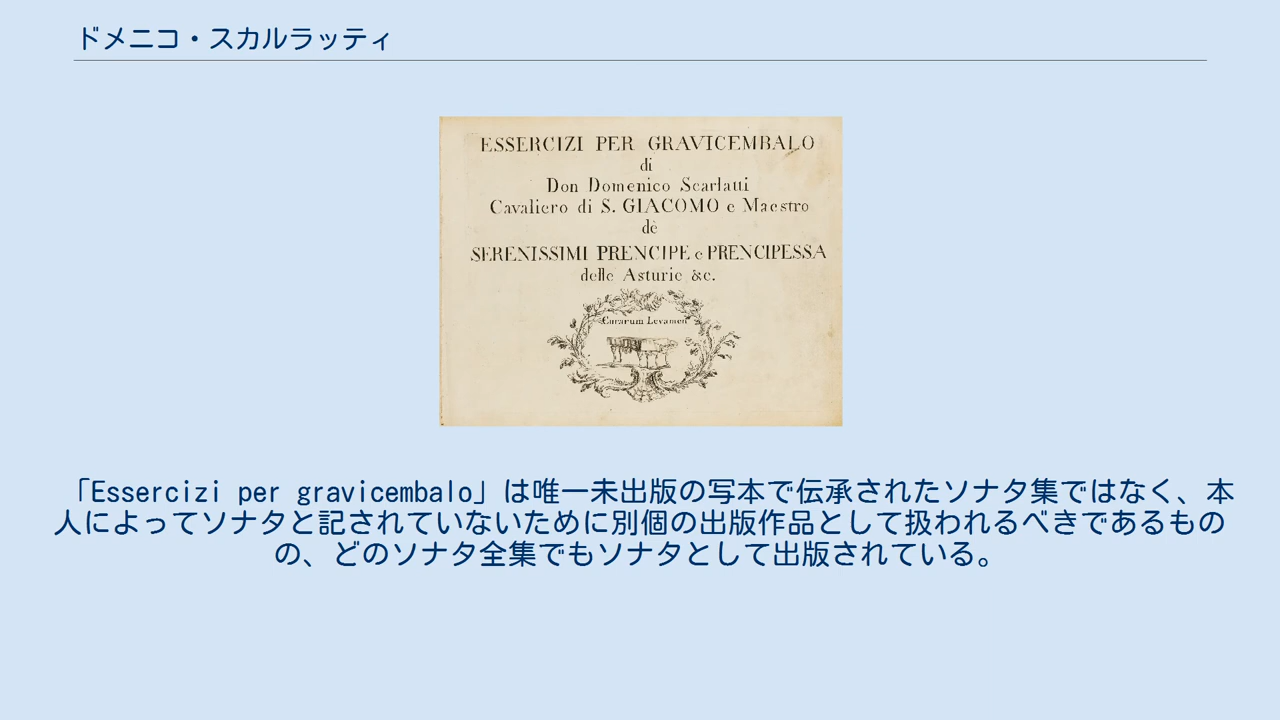 ドメニコ・スカルラッティ
ESSERCIZI PER GRAVICEMBALO
di
Don Domenico Scarlatti
Cavaliero di S. GIACOMO e Maestro
dè
SERENISSIMI PRENCIPE e PRENCIPESSA
delle Asturie &c.
Curarum Levamen
「Essercizi per gravicembalo」は唯一未出版の写本で伝承されたソナタ集ではなく、本
人によってソナタと記されていないために別個の出版作品として扱われるべきであるもの
の、どのソナタ全集でもソナタとして出版されている。